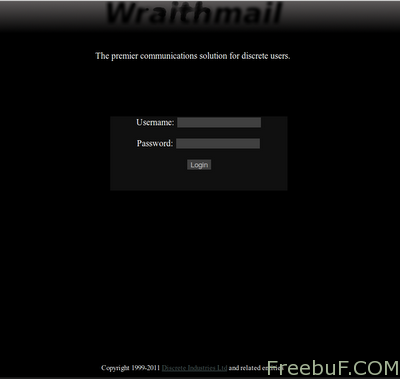 Wraithmail
The premier communications solution for discrete users.
Username:
Password:
Login
Copyright 1999-2011 Discrete Industries Ltd and related
FreebuF.COM